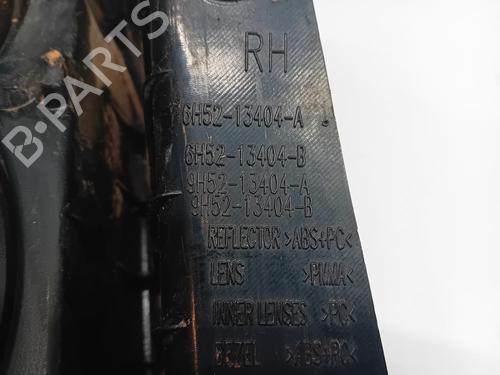 RH
6H52-13404-A
6H52-13404-B
9H52-13404-A
9H52-13404-B
REFLECTOR >ABS+PC<
LENS >PMMA<
INNER LENSES >PC<
BEZEL >ABS+PC<
B-PARTS